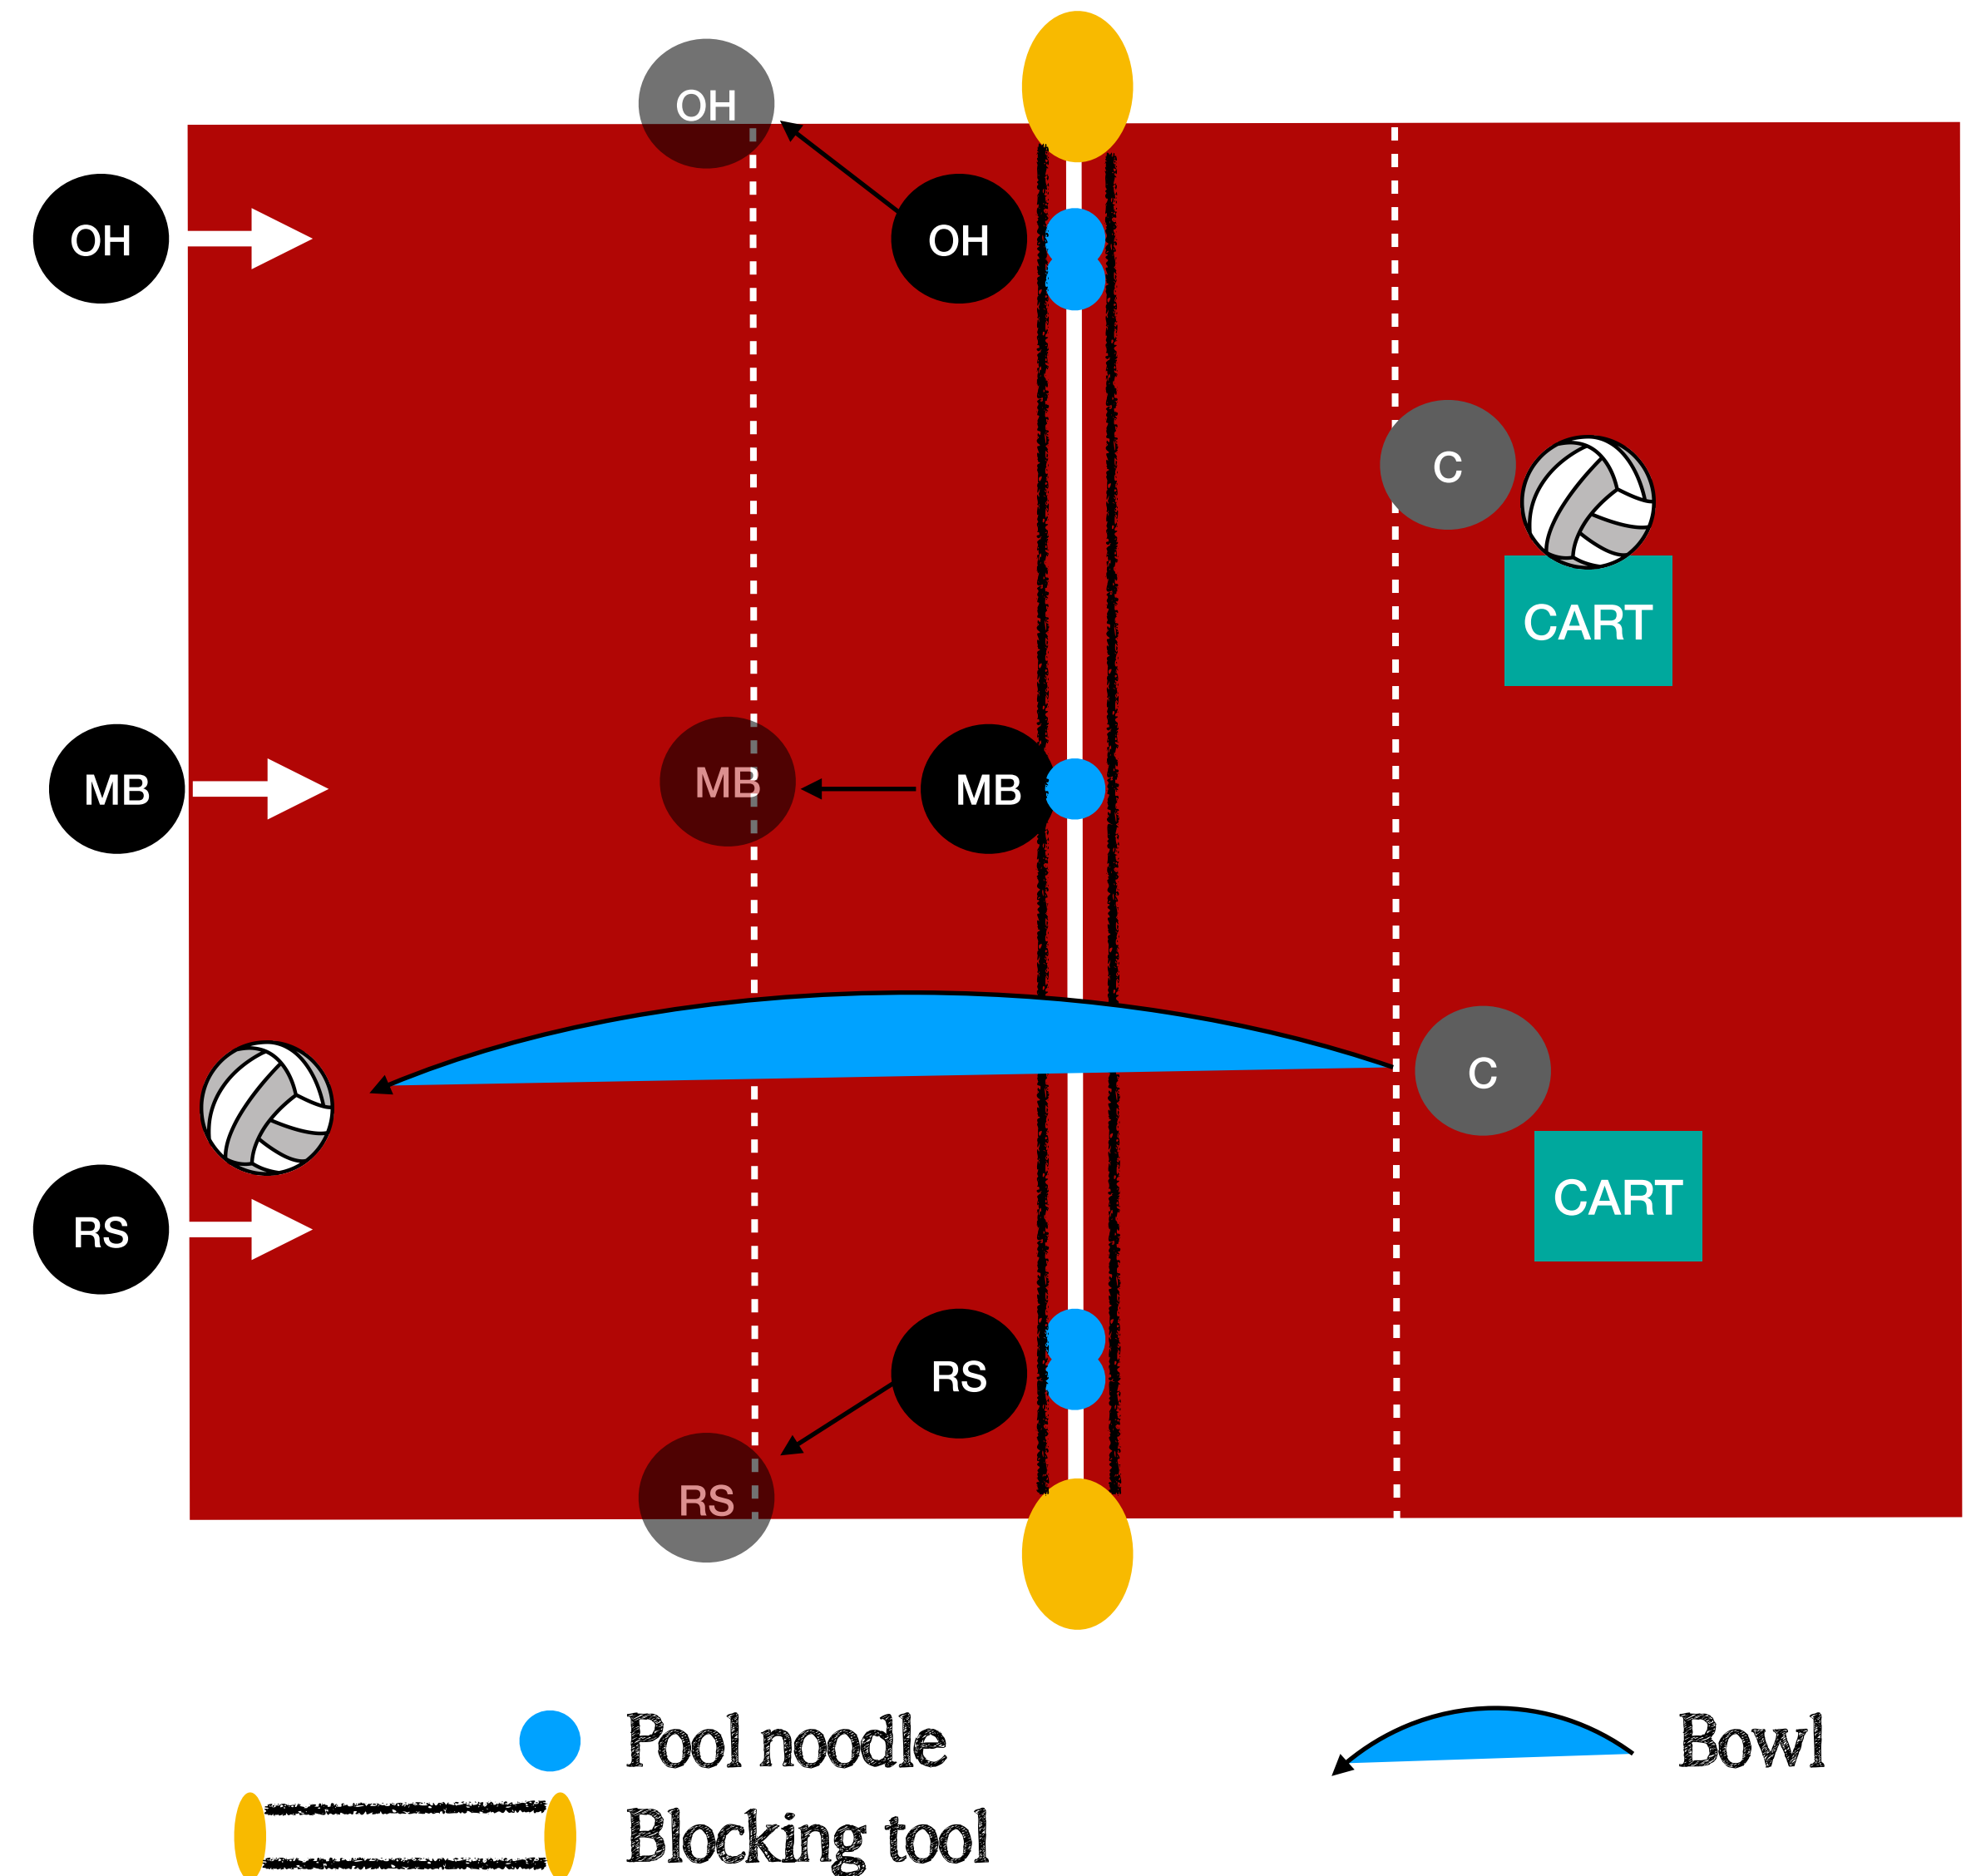 OH
OH
OH
C
CART
MB
MB
MB
C
CART
RS
RS
RS
Pool noodle
Bowl
Blocking tool